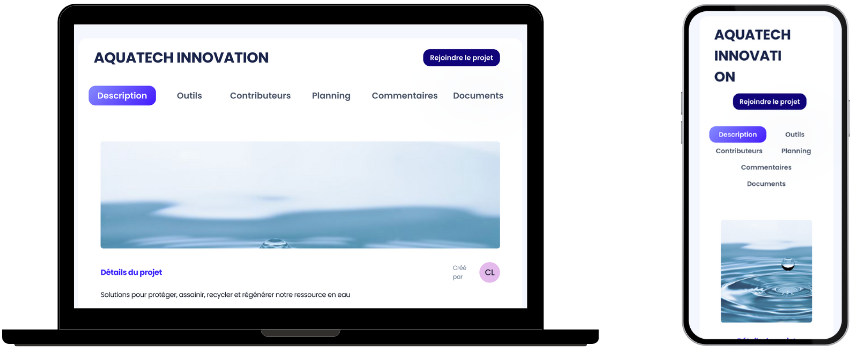 AQUATECH INNOVATION
Rejoindre le projet
Description Outils Contributeurs Planning Commentaires Documents
Détails du projet
Créé
par
CL
Solutions pour protéger, assainir, recycler et régénérer notre ressource en eau
AQUATECH
INNOVATI
ON
Rejoindre le projet
Description Outils
Contributeurs Planning
Commentaires
Documents